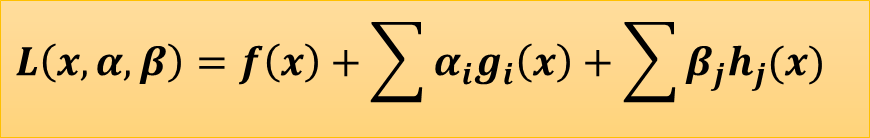 L(x, α, β) = f(x) + ∑ αᵢgᵢ(x) + ∑ βⱼhⱼ(x)